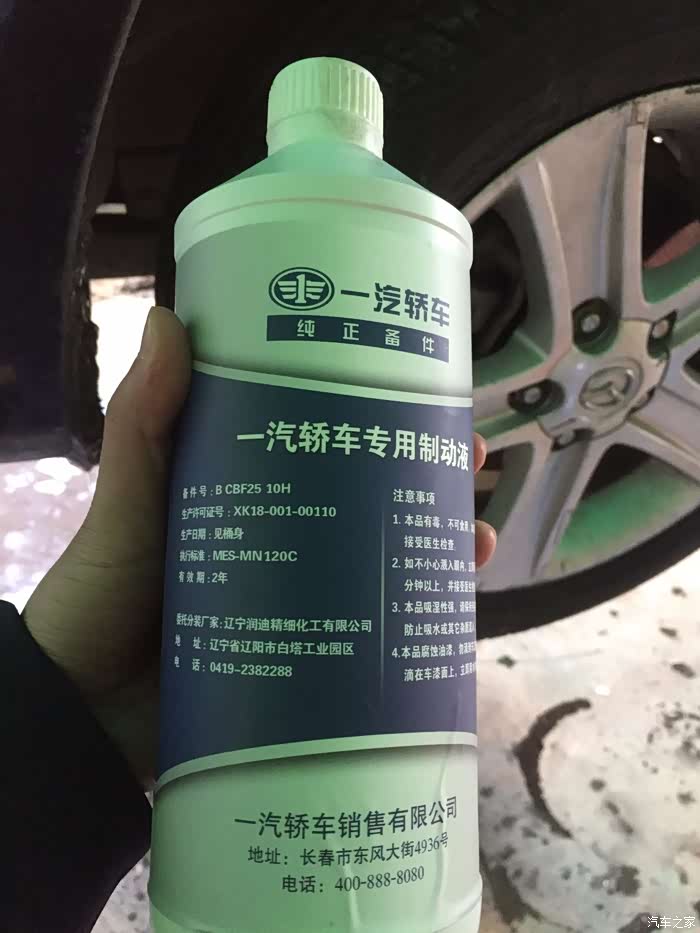 一汽轿车
纯正备件
一汽轿车专用制动液
备件号:B CBF25 10H
生产许可证号:XK18-001-00110
生产日期:见桶身
执行标准:MES-MN120C
有效期:2年
委托分装厂家:辽宁润迪精细化工有限公司
地 址:辽宁省辽阳市白塔工业园区
电 话:0419-2382288
注意事项
1.本品有毒,不可食用,
接受医生检查
2.如不小心溅入眼内,
分钟以上,并接受医生
3.本品吸湿性强,请保
防止吸水或其它杂质
4.本品腐蚀油漆,勿
滴在车漆面上,立
一汽轿车销售有限公司
地址:长春市东风大街4936号
电话:400-888-8080
汽车之家